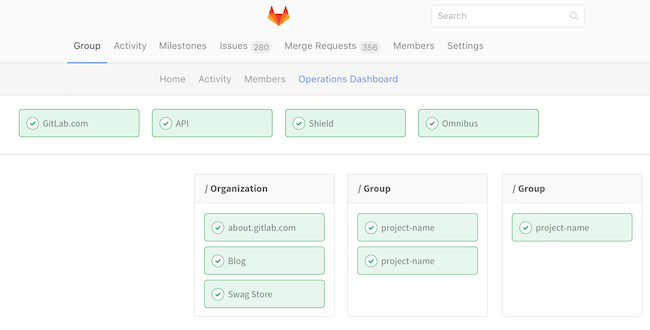 Search
Group Activity Milestones Issues 280 Merge Requests 356 Members Settings
Home Activity Members Operations Dashboard
GitLab.com API Shield Omnibus
/ Organization / Group / Group
about.gitlab.com project-name project-name
Blog project-name
Swag Store